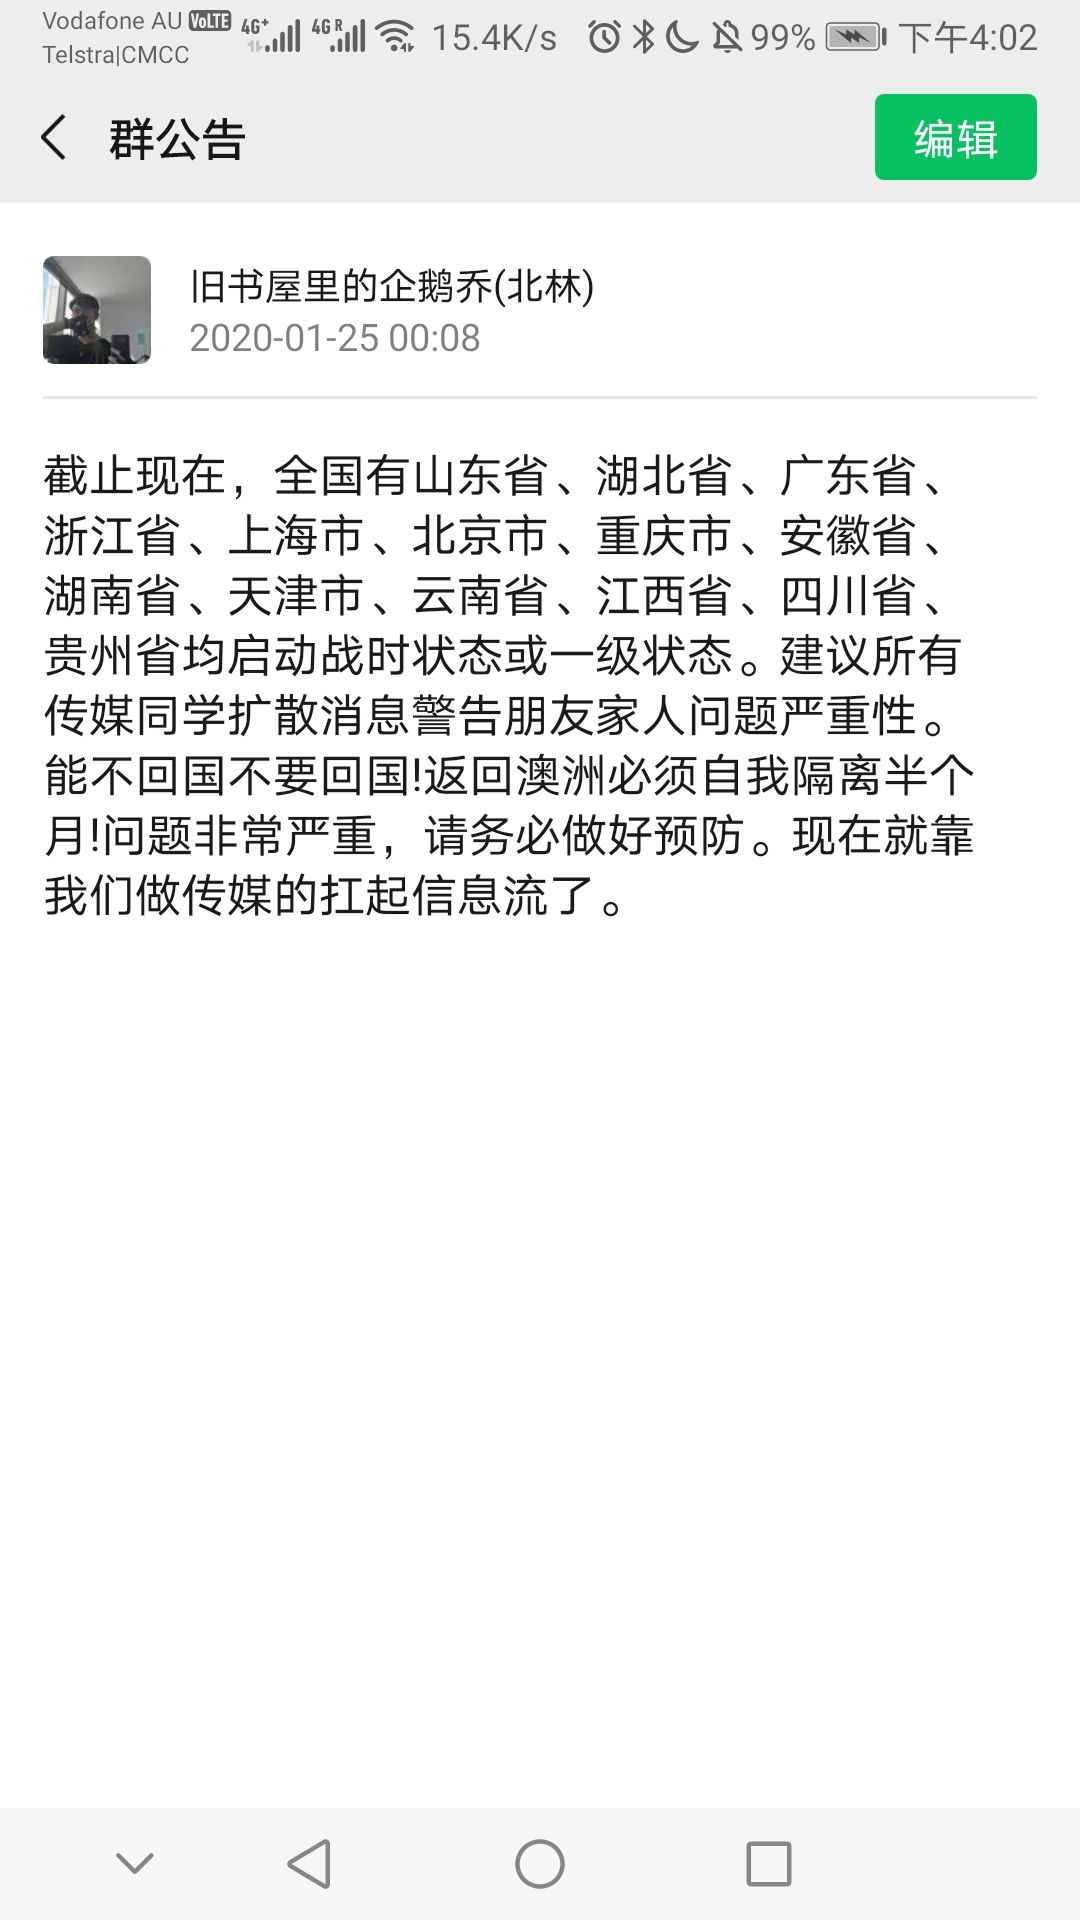 Vodafone AU VoLTE 4G+ 4G R 15.4K/s 99% 下午4:02
Telstra|CMCC
群公告
编辑
旧书屋里的企鹅乔(北林)
2020-01-25 00:08
截止现在，全国有山东省、湖北省、广东省、
浙江省、上海市、北京市、重庆市、安徽省、
湖南省、天津市、云南省、江西省、四川省、
贵州省均启动战时状态或一级状态。建议所有
传媒同学扩散消息警告朋友家人问题严重性。
能不回国不要回国!返回澳洲必须自我隔离半个
月!问题非常严重，请务必做好预防。现在就靠
我们做传媒的扛起信息流了。